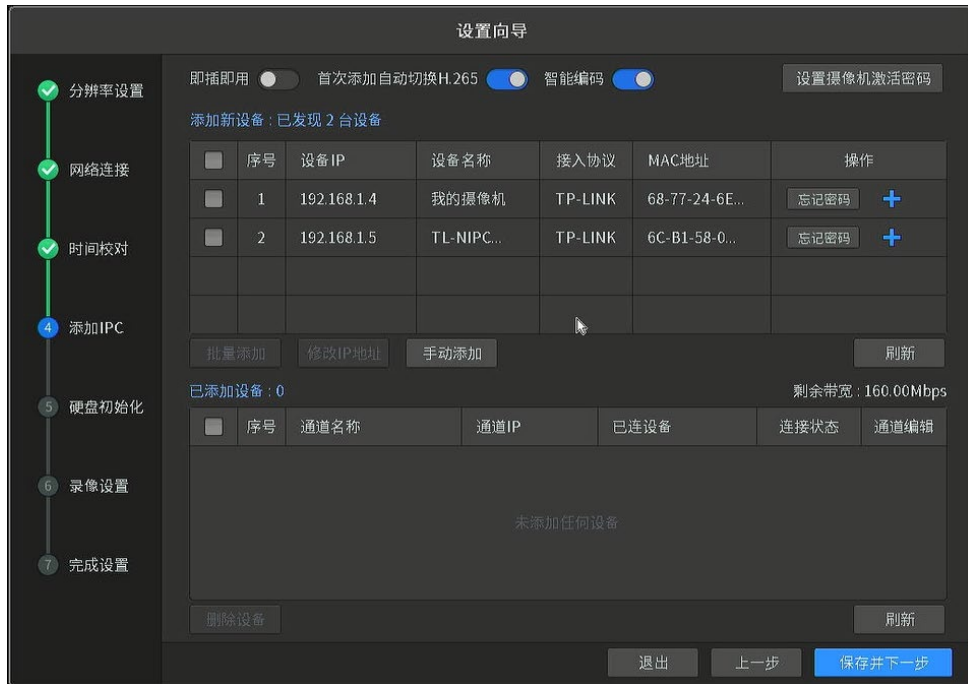 设置向导
即插即用 首次添加自动切换H.265 智能编码 设置摄像机激活密码
分辨率设置
网络连接
时间校对
4 添加IPC
5 硬盘初始化
6 录像设置
7 完成设置
添加新设备 : 已发现 2 台设备
序号 设备IP 设备名称 接入协议 MAC地址 操作
1 192.168.1.4 我的摄像机 TP-LINK 68-77-24-6E... 忘记密码
2 192.168.1.5 TL-NIPC... TP-LINK 6C-B1-58-0... 忘记密码
批量添加 修改IP地址 手动添加 刷新
已添加设备 : 0 剩余带宽 : 160.00Mbps
序号 通道名称 通道IP 已连设备 连接状态 通道编辑
未添加任何设备
删除设备 刷新
退出 上一步 保存并下一步